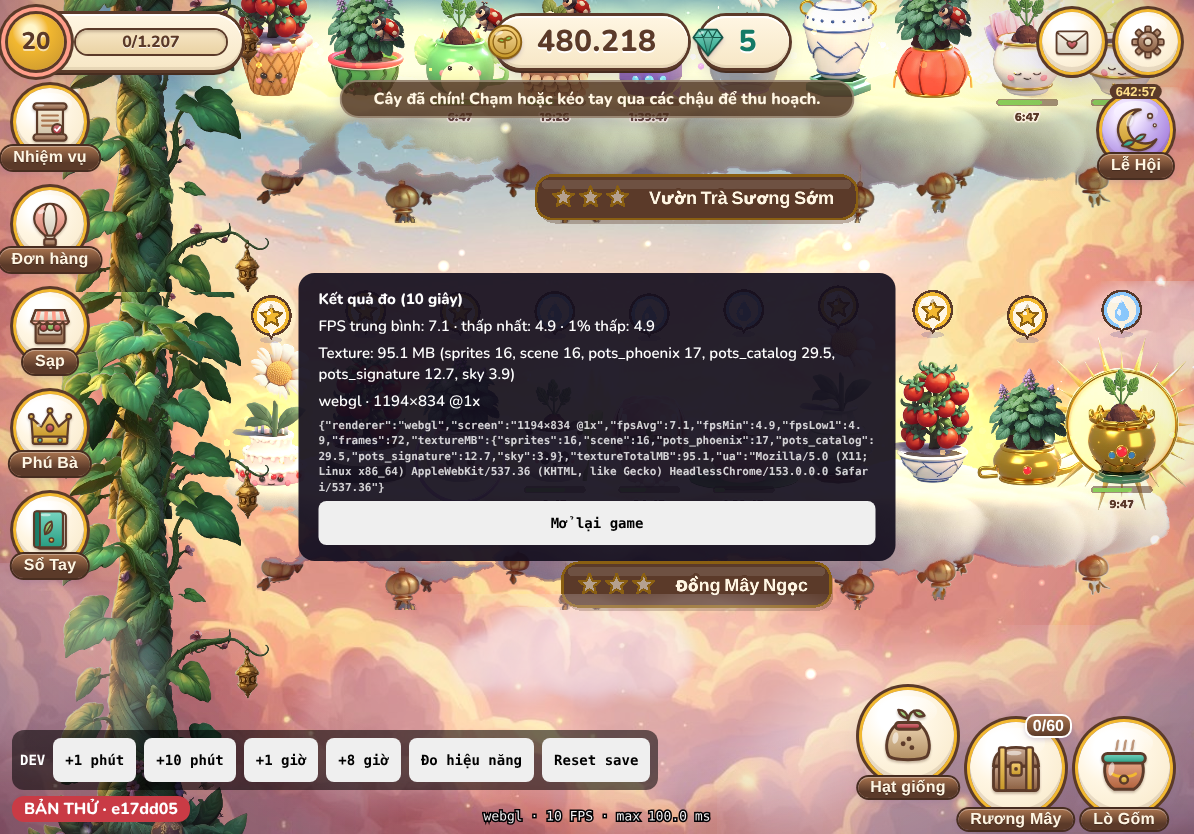 20
0/1.207
480.218
5
Cây đã chín! Chạm hoặc kéo tay qua các chậu để thu hoạch.
6:47
19:26
1:39:47
6:47
642:57
Nhiệm vụ
Lễ Hội
Vườn Trà Sương Sớm
Đơn hàng
Sạp
Phú Bà
Sổ Tay
Kết quả đo (10 giây)
FPS trung bình: 7.1 · thấp nhất: 4.9 · 1% thấp: 4.9
Texture: 95.1 MB (sprites 16, scene 16, pots_phoenix 17, pots_catalog 29.5,
pots_signature 12.7, sky 3.9)
webgl · 1194×834 @1x
{"renderer":"webgl","screen":"1194×834 @1x","fpsAvg":7.1,"fpsMin":4.9,"fpsLow1":4.
9,"frames":72,"textureMB":{"sprites":16,"scene":16,"pots_phoenix":17,"pots_catalog":
29.5,"pots_signature":12.7,"sky":3.9},"textureTotalMB":95.1,"ua":"Mozilla/5.0 (X11;
Linux x86_64) AppleWebKit/537.36 (KHTML, like Gecko) HeadlessChrome/153.0.0.0 Safar
i/537.36"}
Mở lại game
9:47
Đồng Mây Ngọc
DEV
+1 phút
+10 phút
+1 giờ
+8 giờ
Đo hiệu năng
Reset save
BẢN THỬ · e17dd05
webgl · 10 FPS · max 100.0 ms
Hạt giống
0/60
Rương Mây
Lò Gốm